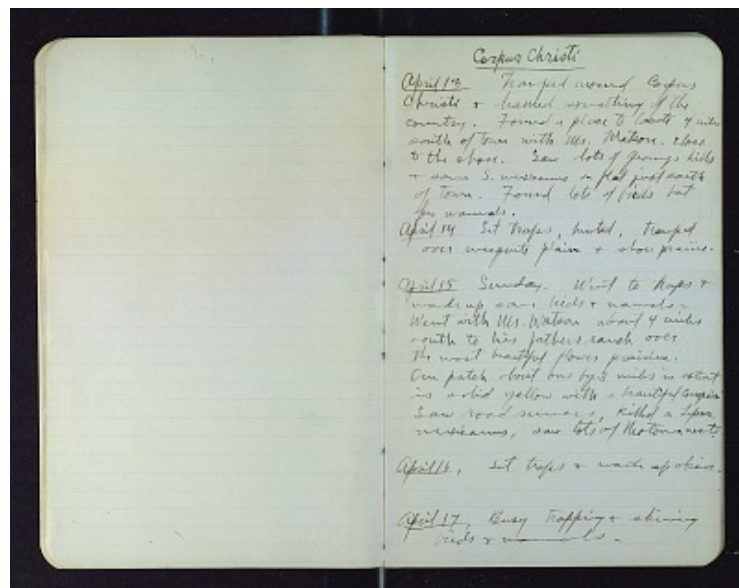 Corpus Christi
April 13 Tramped around Corpus
Christi & learned something of the
country. Found a place to locate 4 miles
south of town with Mr. Watson. close
to the shore. Saw lots of geomys hills
& some S. mexicanus in flat just south
of town. Found lots of birds but
few mammals.
April 14 Set traps, hunted, tramped
over mesquite plain & shore prairie.
April 15 Sunday. Went to traps &
made up some birds & mammals.
Went with Mr. Watson about 4 miles
south to his fathers ranch over
the most beautiful flower prairies.
One patch about one by 3 miles in extent
is solid yellow with a beautiful
Saw road runners, killed a Lepus
mexicanus, saw lots of Neotoma nests.
April 16, Set traps & made up skins.
April 17, Busy trapping & skinning
birds & mammals.